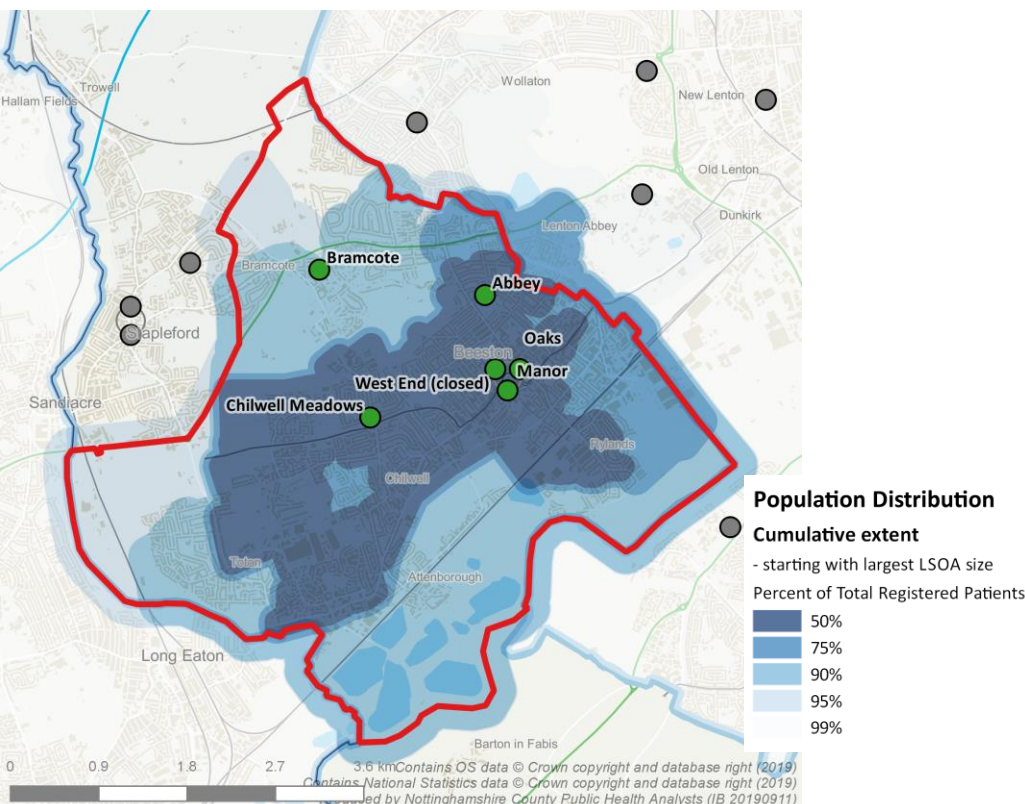 Wollaton
Trowell
Hallam Fields
New Lenton
Old Lenton
Dunkirk
Lenton Abbey
Bramcote
Bramcote
Abbey
Stapleford
Oaks
Beeston
Manor
West End (closed)
Sandiacre
Chilwell Meadows
Rylands
Chilwell
Toton
Attenborough
Long Eaton
Barton in Fabis
Population Distribution
Cumulative extent
- starting with largest LSOA size
Percent of Total Registered Patients
50%
75%
90%
95%
99%
0 0.9 1.8 2.7 3.6 km
Contains OS data © Crown copyright and database right (2019)
Contains National Statistics data © Crown copyright and database right (2019)
Produced by Nottinghamshire County Public Health Analysts (IB 20190911)